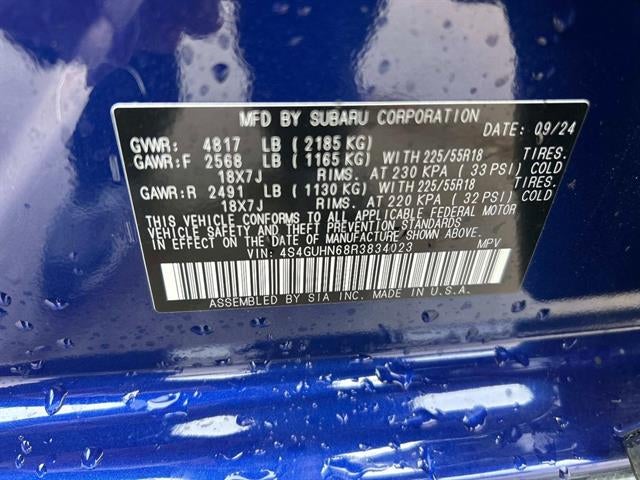 MFD BY SUBARU CORPORATION
DATE: 09/24
GVWR: 4817 LB ( 2185 KG)
GAWR:F 2568 LB ( 1165 KG) WITH 225/55R18 TIRES.
18X7J RIMS. AT 230 KPA ( 33 PSI) COLD
GAWR:R 2491 LB ( 1130 KG) WITH 225/55R18 TIRES.
18X7J RIMS. AT 220 KPA ( 32 PSI) COLD
THIS VEHICLE CONFORMS TO ALL APPLICABLE FEDERAL MOTOR
VEHICLE SAFETY AND THEFT PREVENTION STANDARDS
IN EFFECT ON THE DATE OF MANUFACTURE SHOWN ABOVE.
VIN: 4S4GUHN68R3834023 MPV
ASSEMBLED BY SIA INC. MADE IN U.S.A.